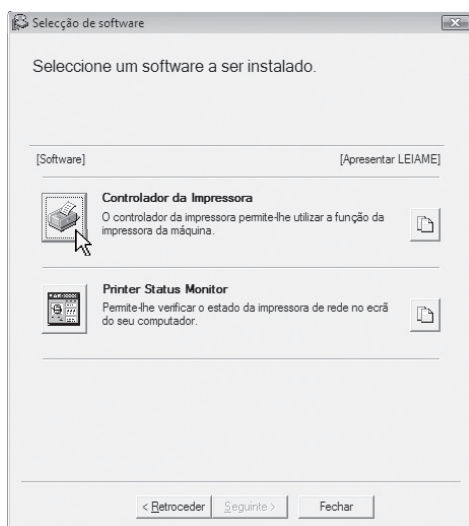 Selecção de software
Seleccione um software a ser instalado.
[Software] [Apresentar LEIAME]
Controlador da Impressora
O controlador da impressora permite-lhe utilizar a função da
impressora da máquina.
Printer Status Monitor
Permite-lhe verificar o estado da impressora de rede no ecrã
do seu computador.
< Retroceder Seguinte > Fechar